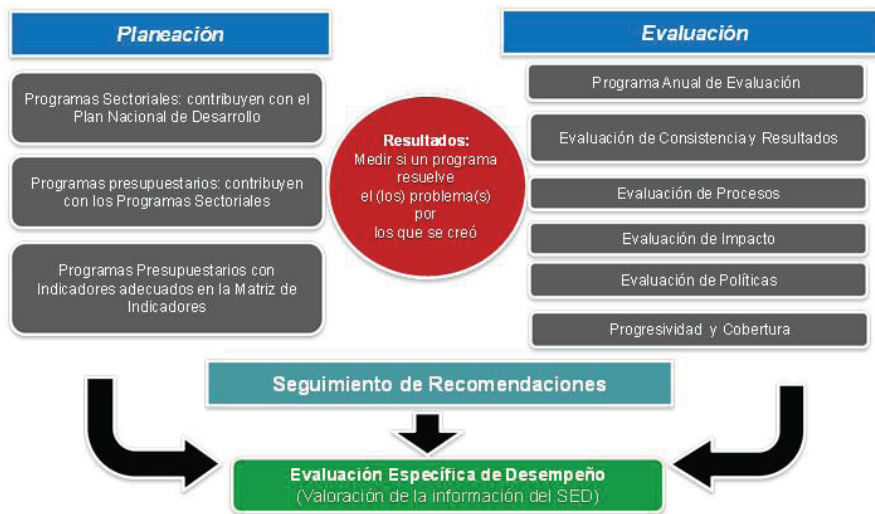 Planeación
Programas Sectoriales: contribuyen con el
Plan Nacional de Desarrollo
Programas presupuestarios: contribuyen
con los Programas Sectoriales
Programas Presupuestarios con
Indicadores adecuados en la Matriz de
Indicadores
Resultados:
Medir si un programa
resuelve
el (los) problema(s)
por
los que se creó
Evaluación
Programa Anual de Evaluación
Evaluación de Consistencia y Resultados
Evaluación de Procesos
Evaluación de Impacto
Evaluación de Políticas
Progresividad y Cobertura
Seguimiento de Recomendaciones
Evaluación Específica de Desempeño
(Valoración de la información del SED)